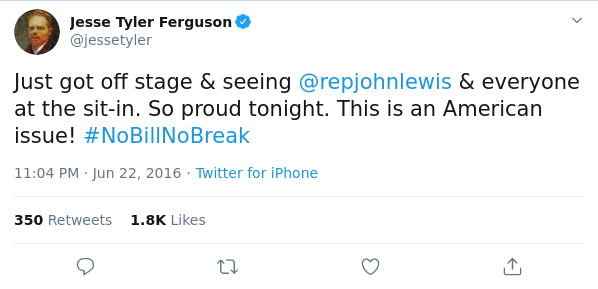 Jesse Tyler Ferguson
@jessetyler
Just got off stage & seeing @repjohnlewis & everyone
at the sit-in. So proud tonight. This is an American
issue! #NoBillNoBreak
11:04 PM · Jun 22, 2016 · Twitter for iPhone
350 Retweets 1.8K Likes